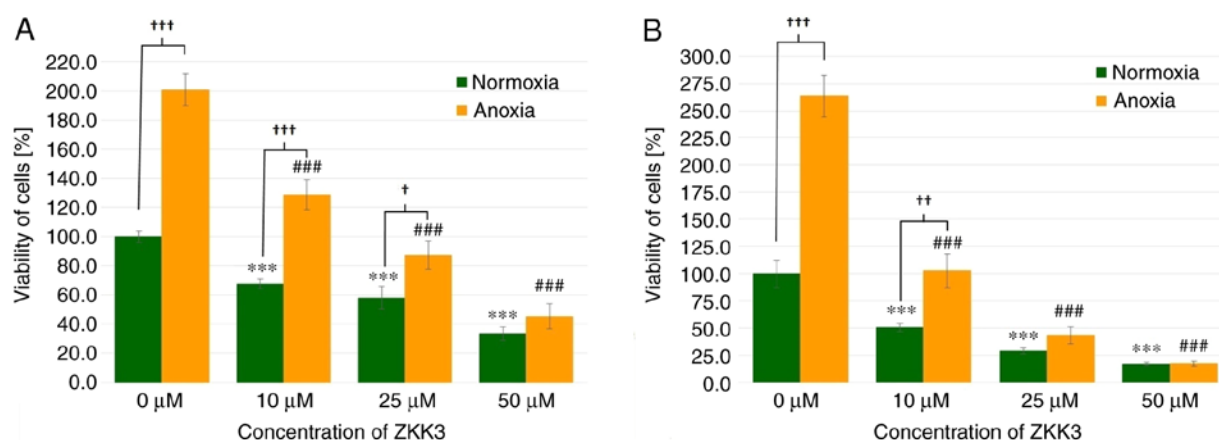 A
Viability of cells [%]
220.0
200.0
180.0
160.0
140.0
120.0
100.0
80.0
60.0
40.0
20.0
0.0
†††
†††
###
***
†
###
***
###
***
Normoxia
Anoxia
0 µM
10 µM
25 µM
50 µM
Concentration of ZKK3
B
Viability of cells [%]
300.0
275.0
250.0
225.0
200.0
175.0
150.0
125.0
100.0
75.0
50.0
25.0
0.0
†††
††
###
***
###
***
###
***
Normoxia
Anoxia
0 µM
10 µM
25 µM
50 µM
Concentration of ZKK3